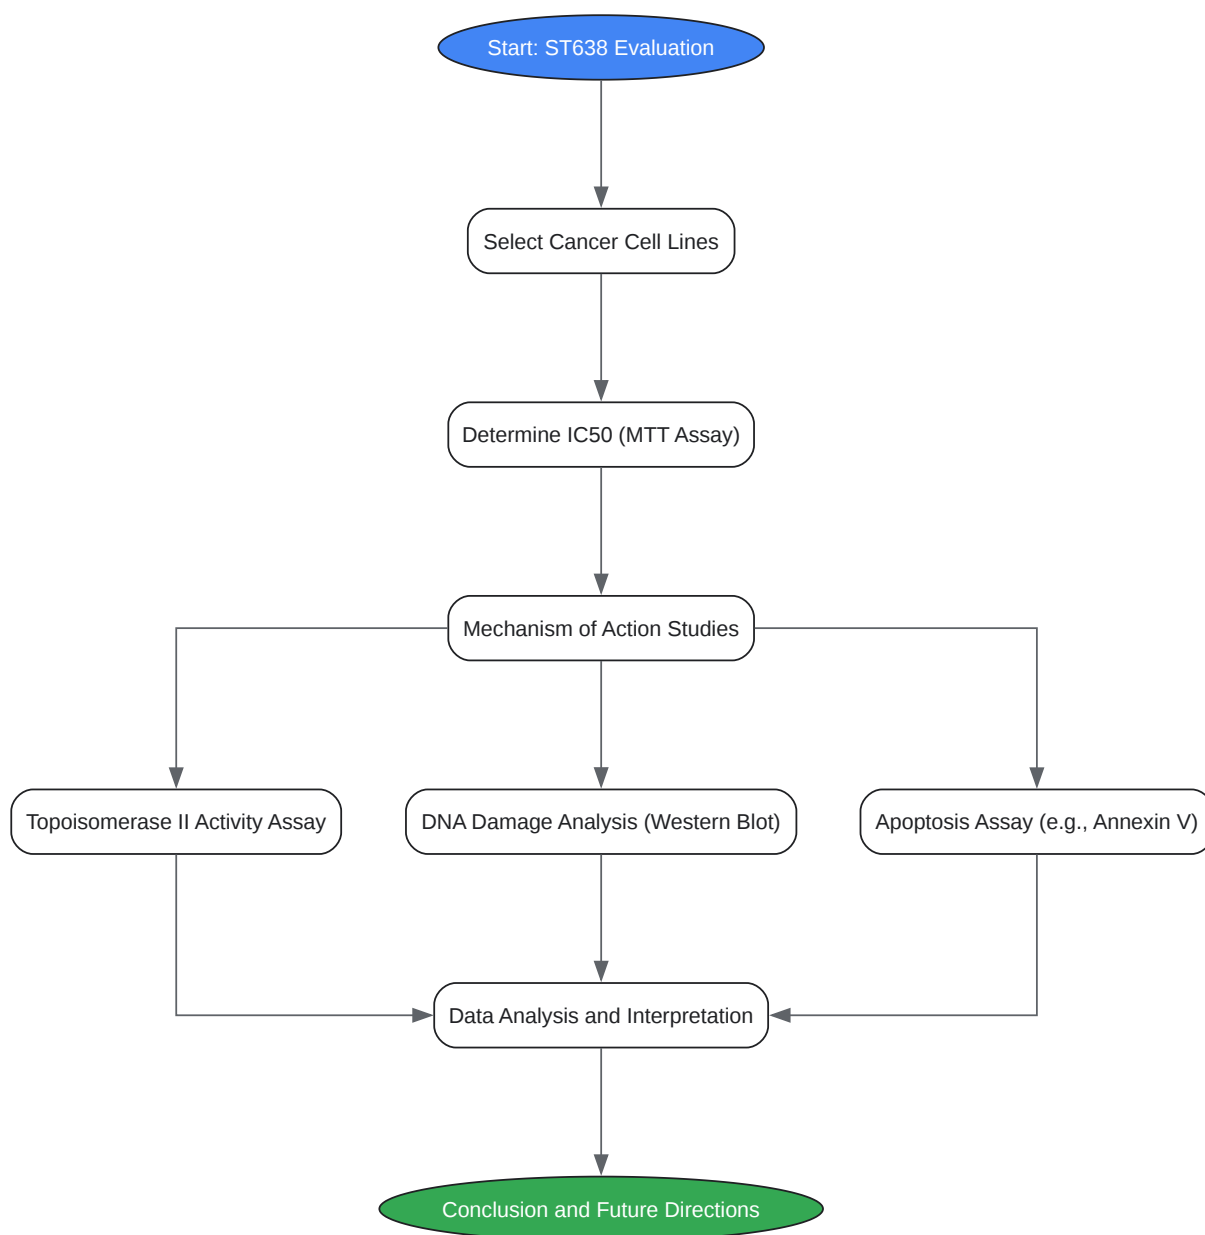 Start: ST638 Evaluation
Select Cancer Cell Lines
Determine IC50 (MTT Assay)
Mechanism of Action Studies
Topoisomerase II Activity Assay
DNA Damage Analysis (Western Blot)
Apoptosis Assay (e.g., Annexin V)
Data Analysis and Interpretation
Conclusion and Future Directions